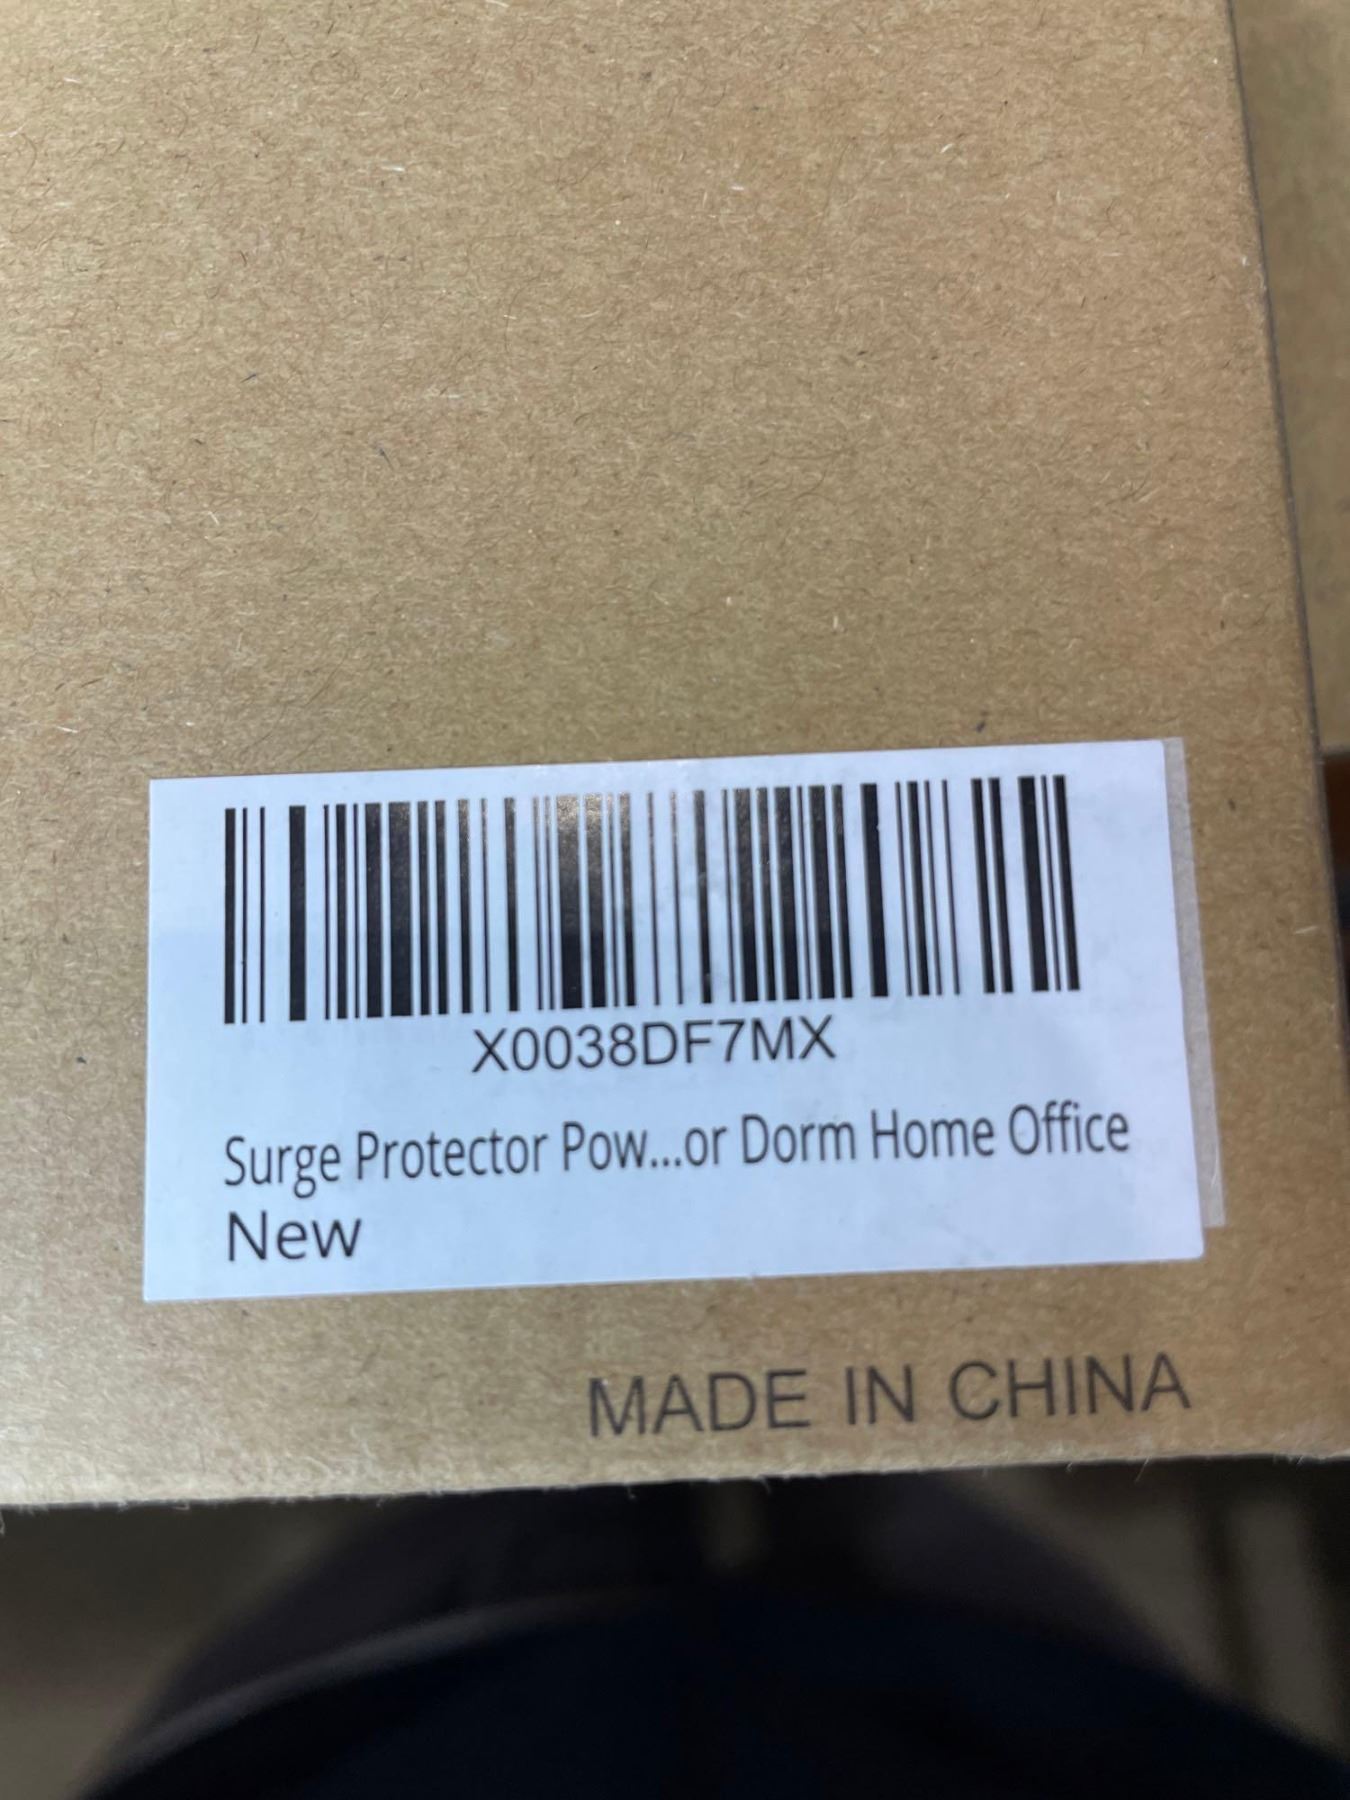 X0038DF7MX
Surge Protector Pow...or Dorm Home Office
New
MADE IN CHINA